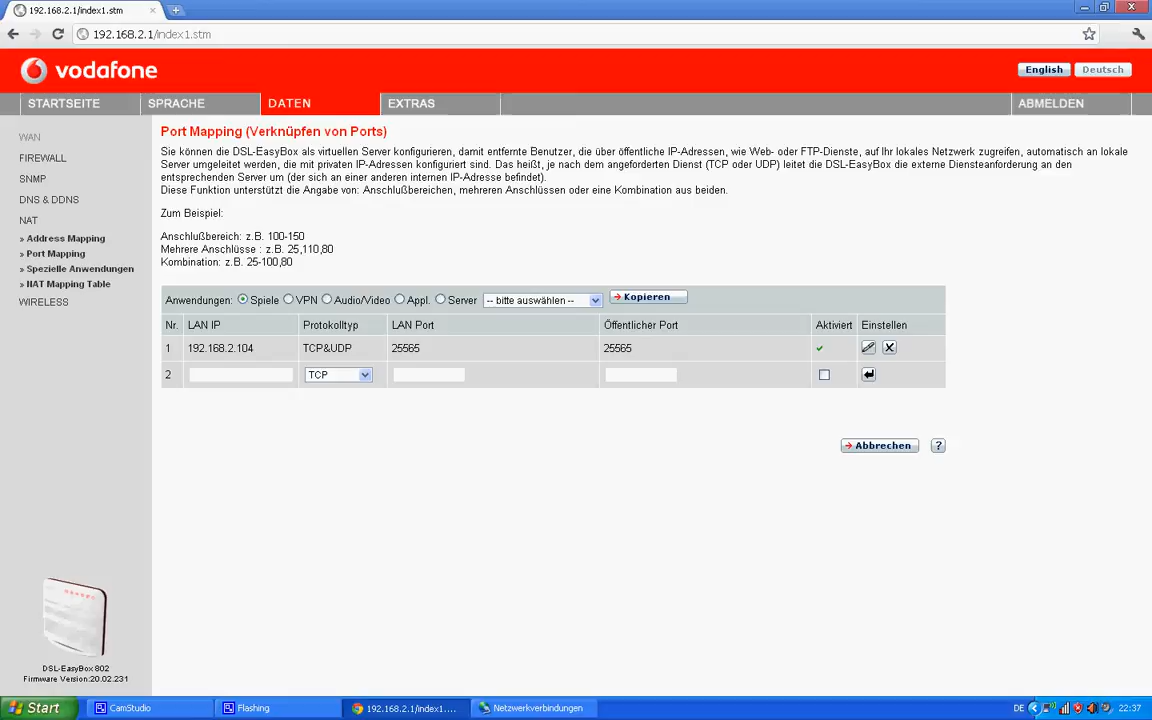 192.168.2.1/index1.stm
192.168.2.1/index1.stm
vodafone
English Deutsch
STARTSEITE SPRACHE DATEN EXTRAS ABMELDEN
WAN
FIREWALL
SNMP
DNS & DDNS
NAT
» Address Mapping
» Port Mapping
» Spezielle Anwendungen
» NAT Mapping Table
WIRELESS
Port Mapping (Verknüpfen von Ports)
Sie können die DSL-EasyBox als virtuellen Server konfigurieren, damit entfernte Benutzer, die über öffentliche IP-Adressen, wie Web- oder FTP-Dienste, auf Ihr lokales Netzwerk zugreifen, automatisch an lokale
Server umgeleitet werden, die mit privaten IP-Adressen konfiguriert sind. Das heißt, je nach dem angeforderten Dienst (TCP oder UDP) leitet die DSL-EasyBox die externe Diensteanforderung an den
entsprechenden Server um (der sich an einer anderen internen IP-Adresse befindet).
Diese Funktion unterstützt die Angabe von: Anschlußbereichen, mehreren Anschlüssen oder eine Kombination aus beiden.
Zum Beispiel:
Anschlußbereich: z.B. 100-150
Mehrere Anschlüsse : z.B. 25,110,80
Kombination: z.B. 25-100,80
Anwendungen: Spiele VPN Audio/Video Appl. Server -- bitte auswählen -- Kopieren
Nr. LAN IP Protokolltyp LAN Port Öffentlicher Port Aktiviert Einstellen
1 192.168.2.104 TCP&UDP 25565 25565
2 TCP
Abbrechen ?
DSL-EasyBox 802
Firmware Version:20.02.231
Start CamStudio Flashing 192.168.2.1/index1.... Netzwerkverbindungen DE 22:37